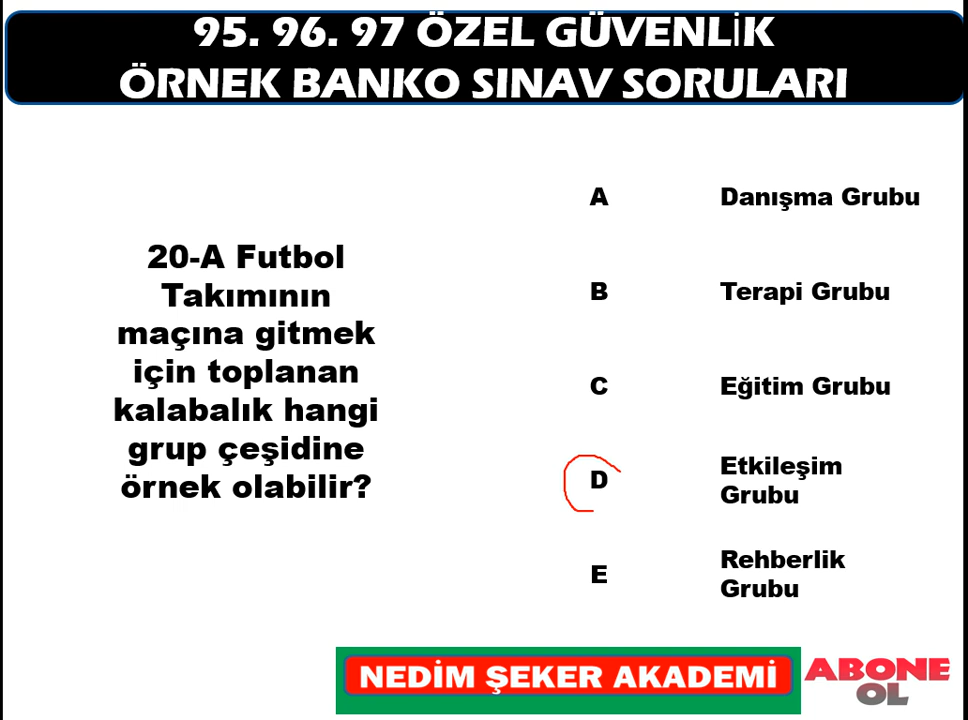 95. 96. 97 ÖZEL GÜVENLİK
ÖRNEK BANKO SINAV SORULARI
20-A Futbol
Takımının
maçına gitmek
için toplanan
kalabalık hangi
grup çeşidine
örnek olabilir?
A Danışma Grubu
B Terapi Grubu
C Eğitim Grubu
D Etkileşim
Grubu
E Rehberlik
Grubu
NEDİM ŞEKER AKADEMİ
ABONE
OL